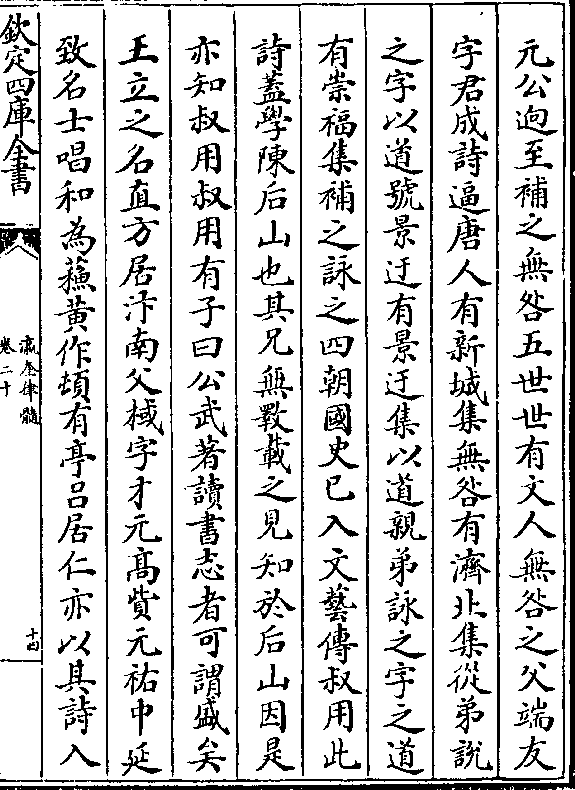 元公逈至補之無咎五世世有文人無咎之父端友
字君成詩逼唐人有新城集無咎有濟北集從弟說
之字以道號景迂有景迂集以道親弟詠之字之道
有崇福集補之詠之四朝國史已入文藝傳叔用此
詩蓋學陳后山也其兄無斁載之見知於后山因是
亦知叔用叔用有子曰公武著讀書志者可謂盛矣
王立之名直方居汴南父棫字才元高貲元祐中延
致名士唱和為蘓黃作頓有亭呂居仁亦以其詩入
欽定四庫全書
瀛奎律髓
卷二十
十四